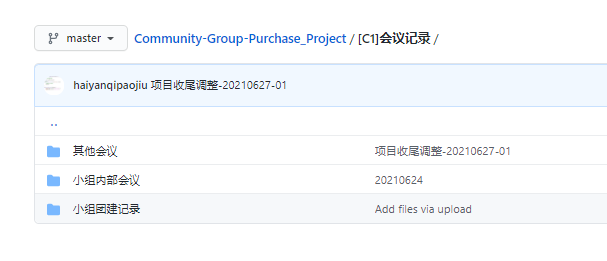 master Community-Group-Purchase_Project / [C1]会议记录 /
haiyanqipaojiu 项目收尾调整-20210627-01
..
其他会议 项目收尾调整-20210627-01
小组内部会议 20210624
小组团建记录 Add files via upload